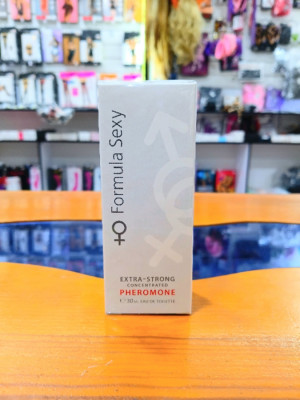 Formula Sexy
EXTRA-STRONG
CONCENTRATED
PHEROMONE
℮ 30ml EAU DE TOILETTE